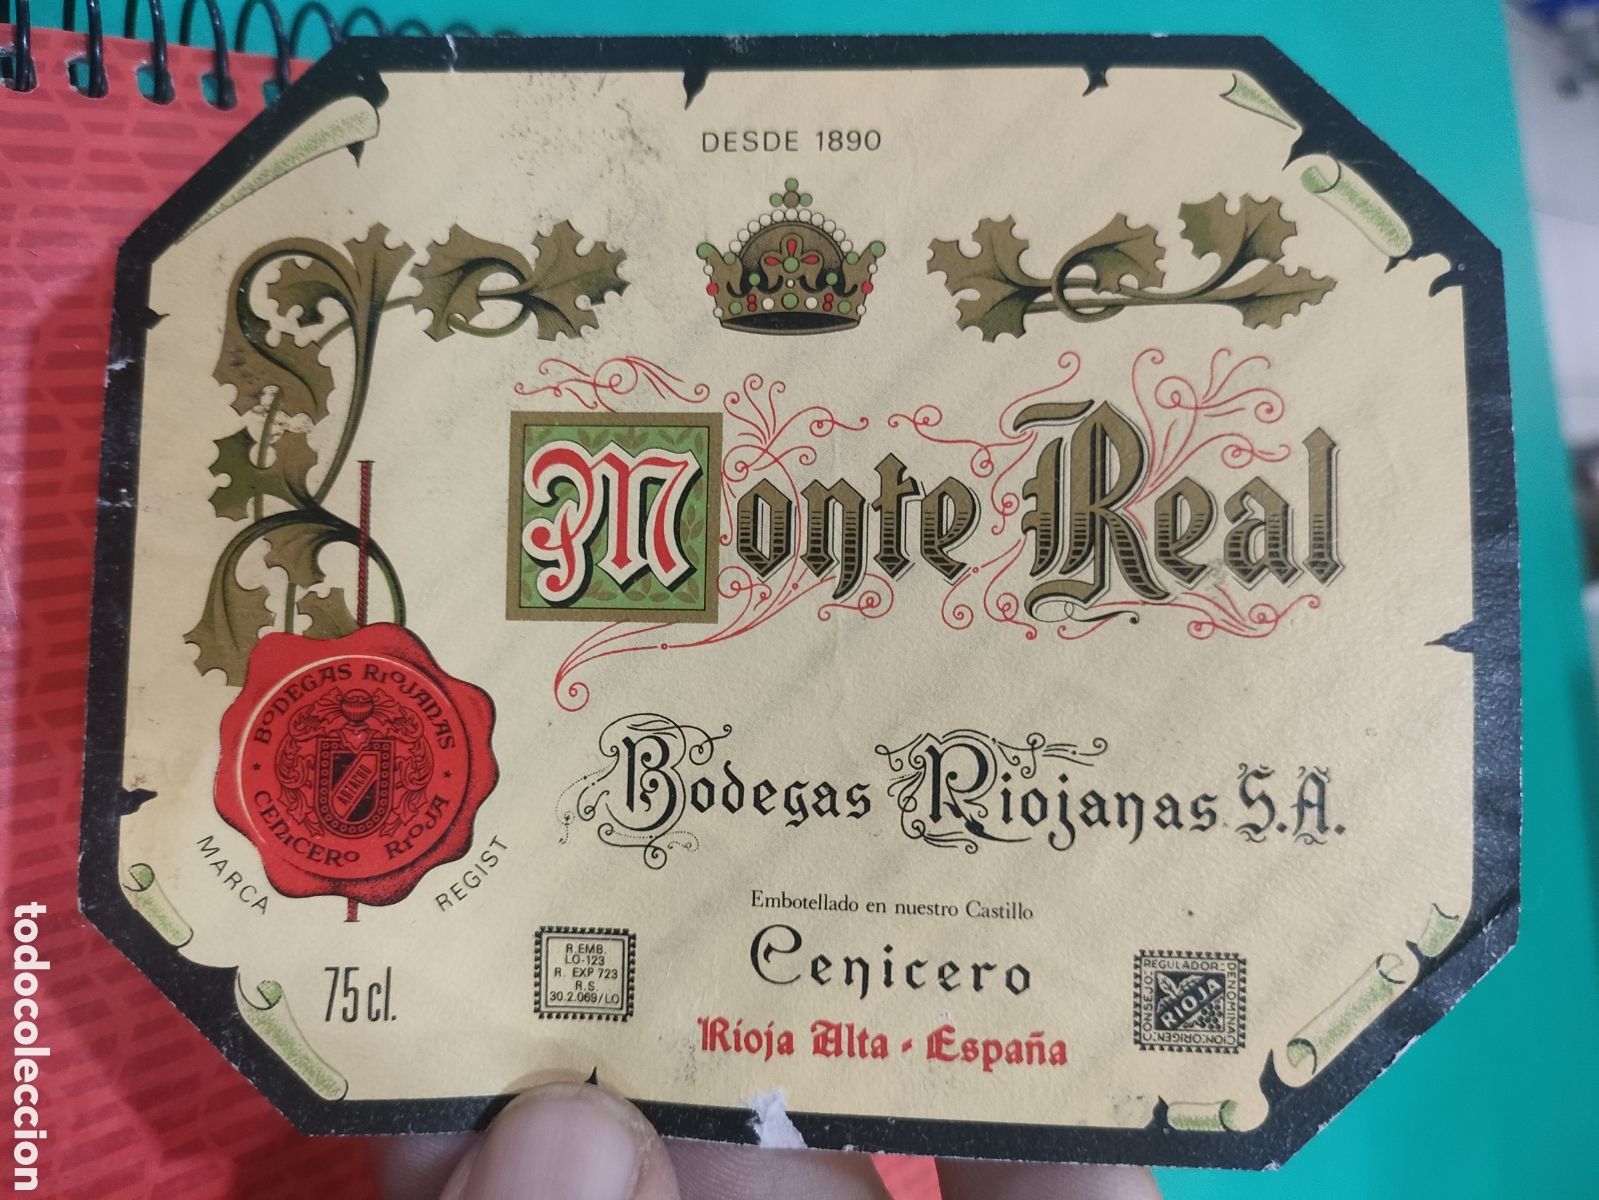 DESDE 1890
Monte Real
BODEGAS RIOJANAS
CENICERO RIOJA
MARCA REGIST
Bodegas Riojanas S.A.
Embotellado en nuestro Castillo
Cenicero
Rioja Alta - España
75 cl.
R.EMB.
LO-123
R. EXP 723
R.S.
30.2.069/LO
CONSEJO REGULADOR DENOMINACION ORIGEN
RIOJA
todocoleccion